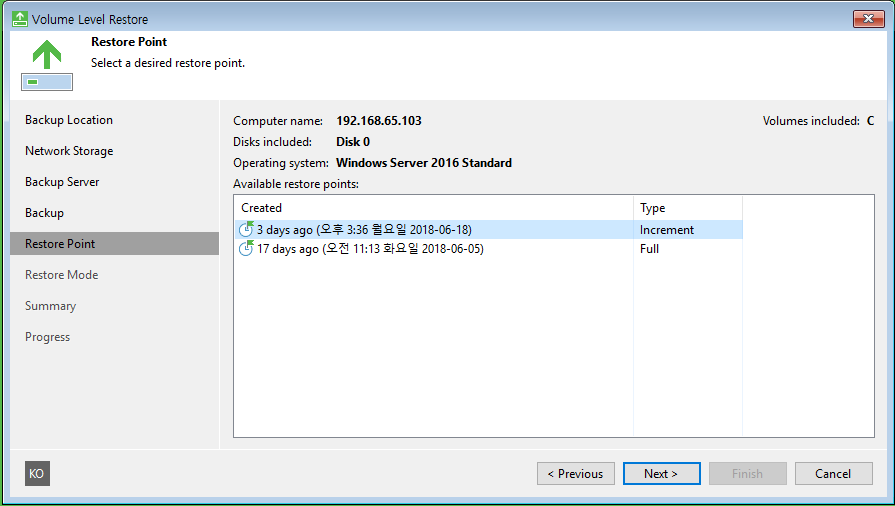 Volume Level Restore
Restore Point
Select a desired restore point.
Backup Location
Network Storage
Backup Server
Backup
Restore Point
Restore Mode
Summary
Progress
Computer name: 192.168.65.103 Volumes included: C
Disks included: Disk 0
Operating system: Windows Server 2016 Standard
Available restore points:
Created Type
3 days ago (오후 3:36 월요일 2018-06-18) Increment
17 days ago (오전 11:13 화요일 2018-06-05) Full
KO < Previous Next > Finish Cancel